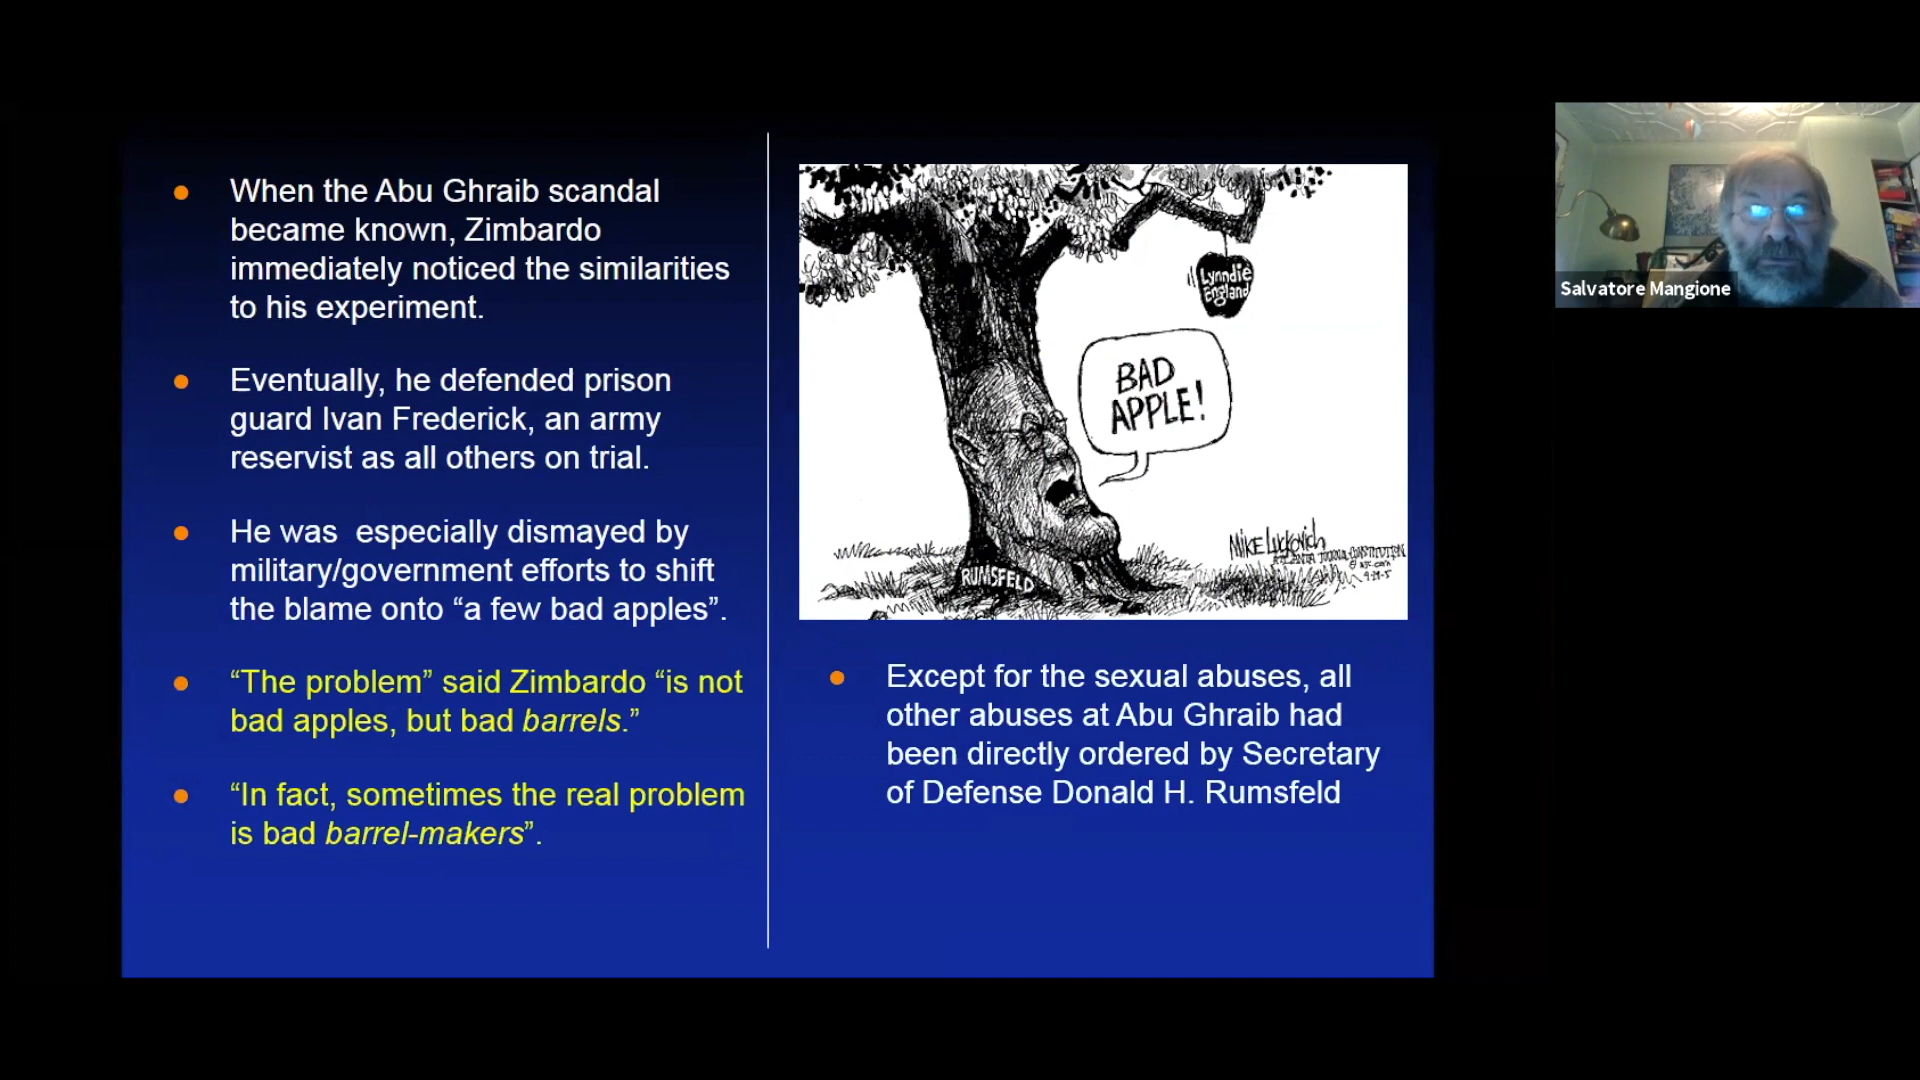 When the Abu Ghraib scandal
became known, Zimbardo
immediately noticed the similarities
to his experiment.
Eventually, he defended prison
guard Ivan Frederick, an army
reservist as all others on trial.
He was  especially dismayed by
military/government efforts to shift
the blame onto “a few bad apples”.
“The problem” said Zimbardo “is not
bad apples, but bad barrels.”
“In fact, sometimes the real problem
is bad barrel-makers”.
Lynndie
England
BAD
APPLE!
RUMSFELD
MIKE LUCKOVICH
ATLANTA JOURNAL-CONSTITUTION
Except for the sexual abuses, all
other abuses at Abu Ghraib had
been directly ordered by Secretary
of Defense Donald H. Rumsfeld
Salvatore Mangione